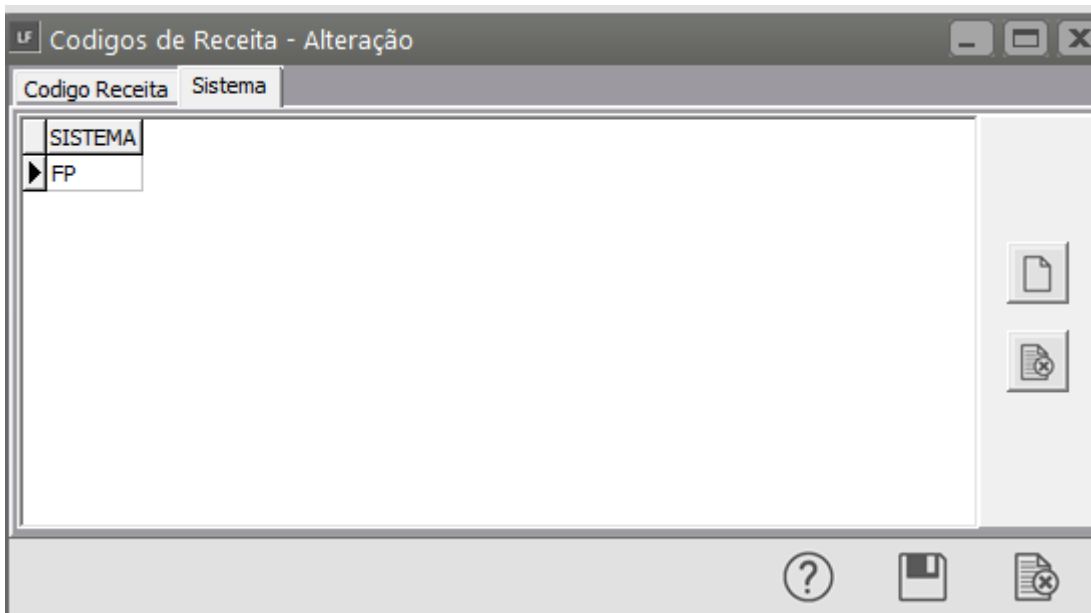 LF Codigos de Receita - Alteração
Codigo Receita Sistema
SISTEMA
FP
?